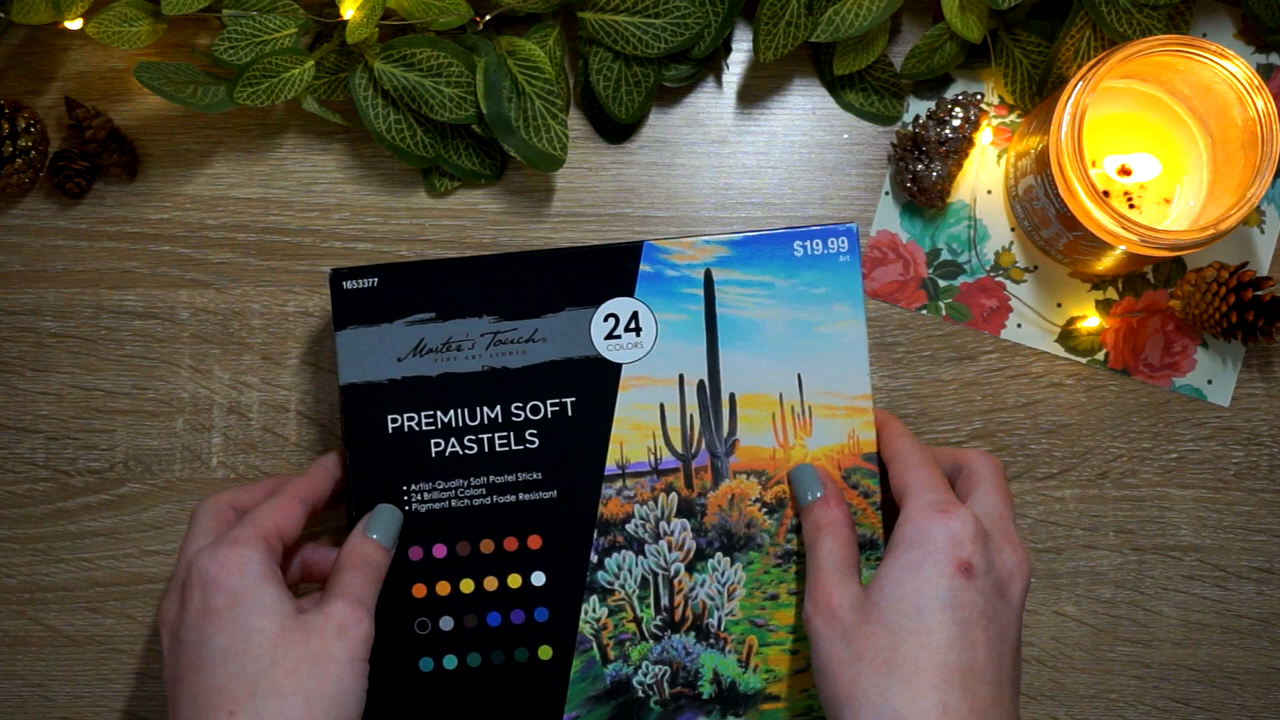 1653377
$19.99
Art
Master's Touch®
FINE ART STUDIO
24
COLORS
PREMIUM SOFT
PASTELS
• Artist-Quality Soft Pastel Sticks
• 24 Brilliant Colors
• Pigment Rich and Fade Resistant